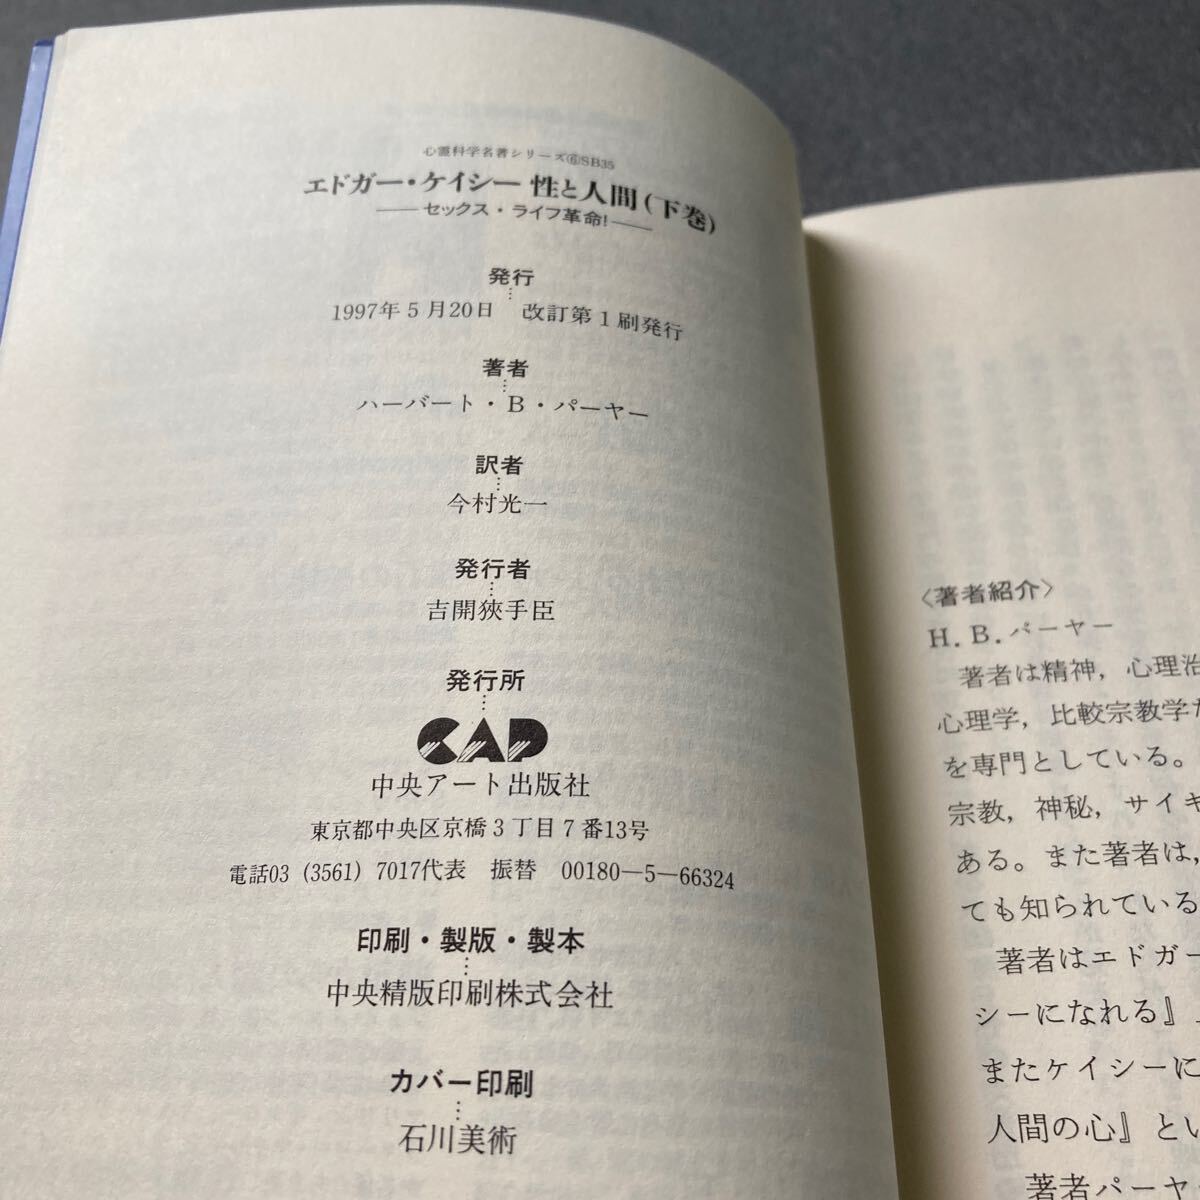 心霊科学名著シリーズ⑥SB35
エドガー・ケイシー 性と人間(下巻)
——セックス・ライフ革命!——
発行
1997年5月20日 改訂第1刷発行
著者
ハーバート・B・パーヤー
訳者
今村光一
発行者
吉開狹手臣
発行所
CAP
中央アート出版社
東京都中央区京橋3丁目7番13号
電話03 (3561) 7017代表 振替 00180—5—66324
印刷・製版・製本
中央精版印刷株式会社
カバー印刷
石川美術
〈著者紹介〉
H. B. パーヤー
著者は精神, 心理治
心理学, 比較宗教学
を専門としている。
宗教, 神秘, サイキ
ある。また著者は,
ても知られている
著者はエドガー
シーになれる』
またケイシーに
人間の心』とい
著者パーヤ